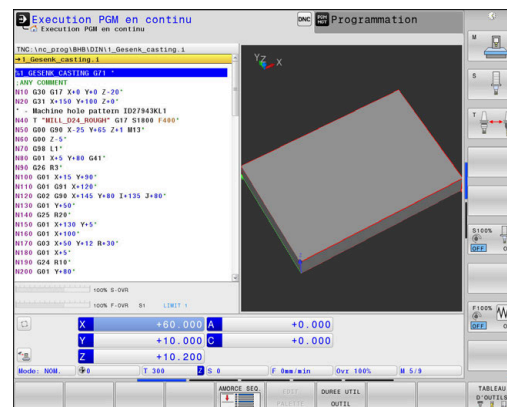 Execution PGM en continu
Execution PGM en continu
DNC
Programmation
TNC:\nc_prog\BHB\DIN\1_Gesenk_casting.i
→1_Gesenk_casting.i
%1_GESENK_CASTING G71 *
;ANY COMMENT
N10 G30 G17 X+0 Y+0 Z-20*
N20 G31 X+150 Y+100 Z+0*
* - Machine hole pattern ID27943KL1
N40 T "MILL_D24_ROUGH" G17 S1800 F400*
N50 G00 G90 X-25 Y+65 Z+1 M13*
N60 G00 Z-5*
N70 G98 L1*
N80 G01 X+5 Y+80 G41*
N90 G26 R3*
N100 G01 X+15 Y+90*
N110 G01 G91 X+120*
N120 G02 G90 X+145 Y+80 I+135 J+80*
N130 G01 Y+50*
N140 G25 R20*
N150 G01 X+130 Y+5*
N160 G01 X+100*
N170 G03 X+50 Y+12 R+30*
N180 G01 X+5*
N190 G24 R10*
N200 G01 Y+80*
YZ X
100% S-OVR
100% F-OVR S1 LIMIT 1
X +60.000 A +0.000
Y +10.000 C +0.000
Z +10.200
Mode: NOM. 0 T 300 Z S 0 F 0mm/min Ovr 100% M 5/9
AMORCE SEQ.
EDIT PALETTE
DUREE UTIL OUTIL
TABLEAU D'OUTILS
M
S
T
S100%
OFF
F100%
OFF